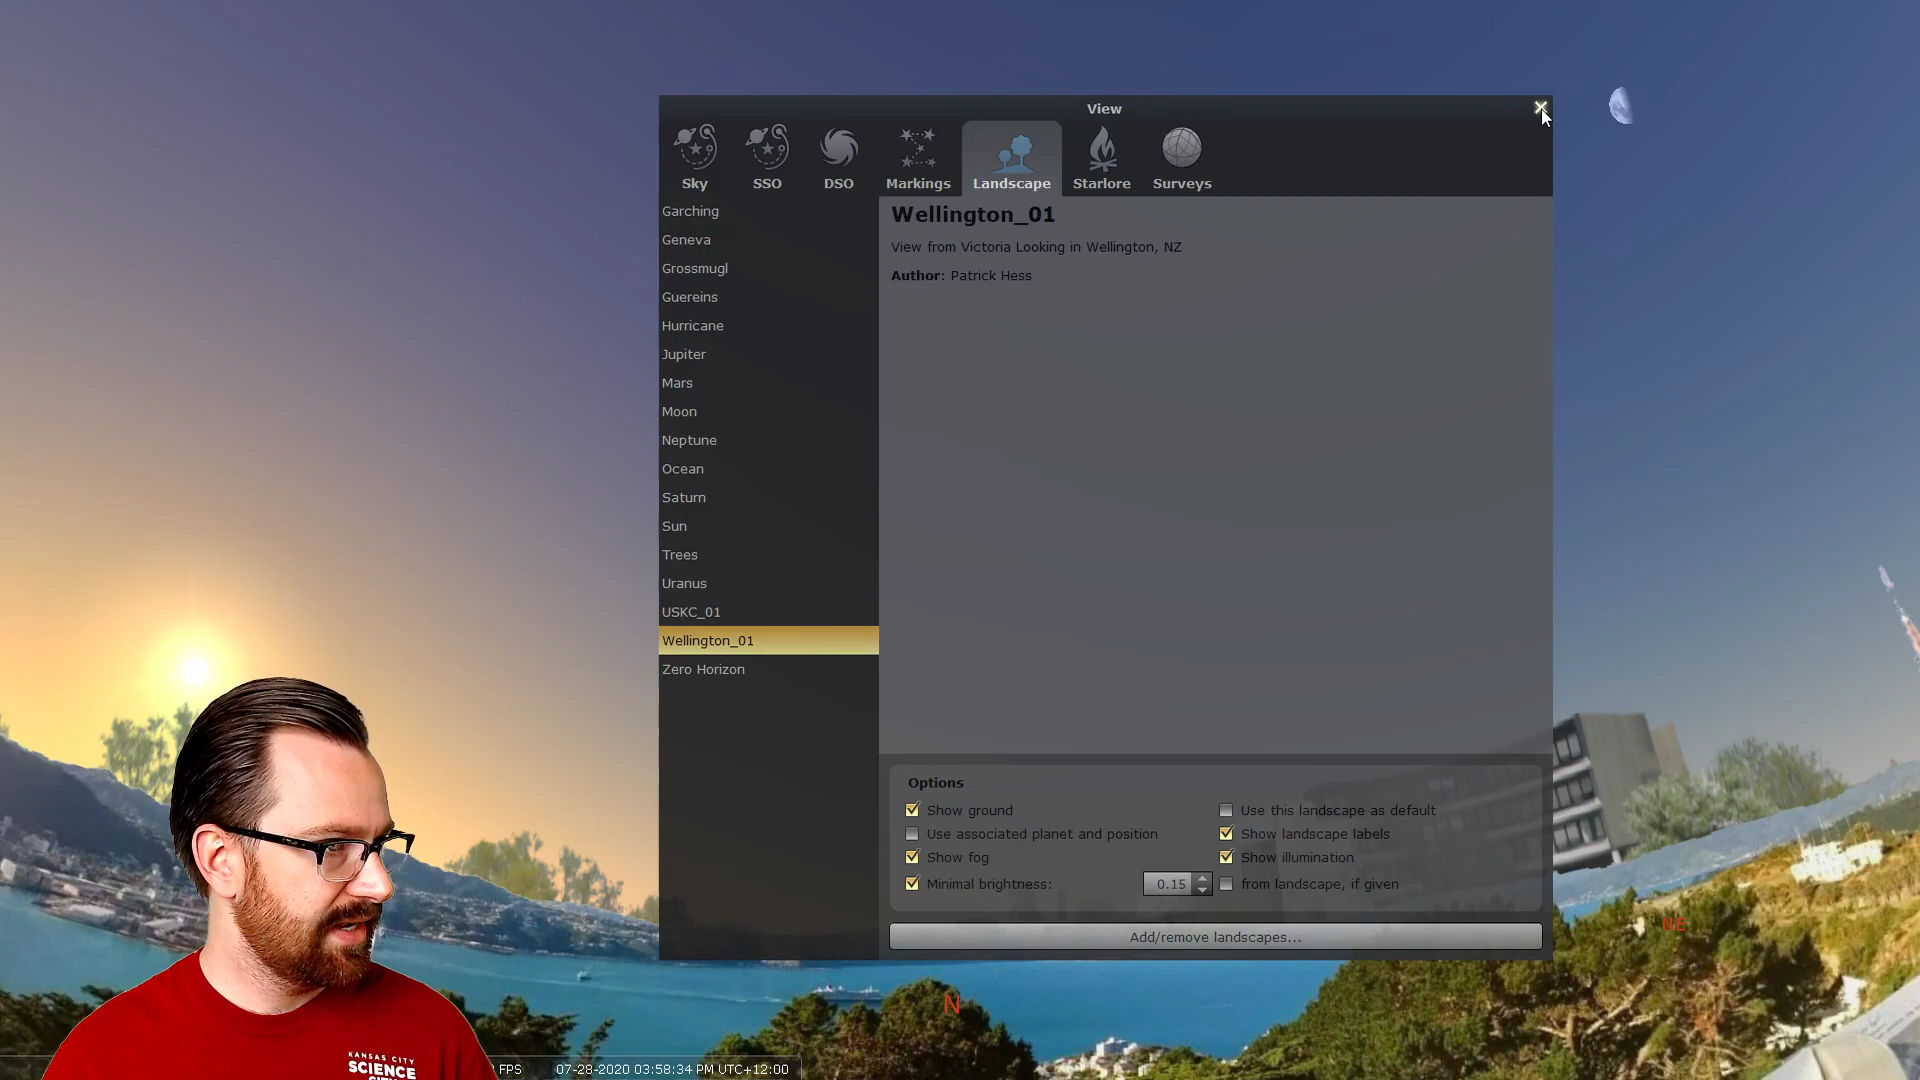 View
Sky
SSO
DSO
Markings
Landscape
Starlore
Surveys
Garching
Geneva
Grossmugl
Guereins
Hurricane
Jupiter
Mars
Moon
Neptune
Ocean
Saturn
Sun
Trees
Uranus
USKC_01
Wellington_01
Zero Horizon
Wellington_01
View from Victoria Looking in Wellington, NZ
Author: Patrick Hess
Options
Show ground
Use this landscape as default
Use associated planet and position
Show landscape labels
Show fog
Show illumination
Minimal brightness: 0.15
from landscape, if given
Add/remove landscapes...
NE
N
KANSAS CITY
SCIENCE
FPS
07-28-2020 03:58:34 PM UTC+12:00